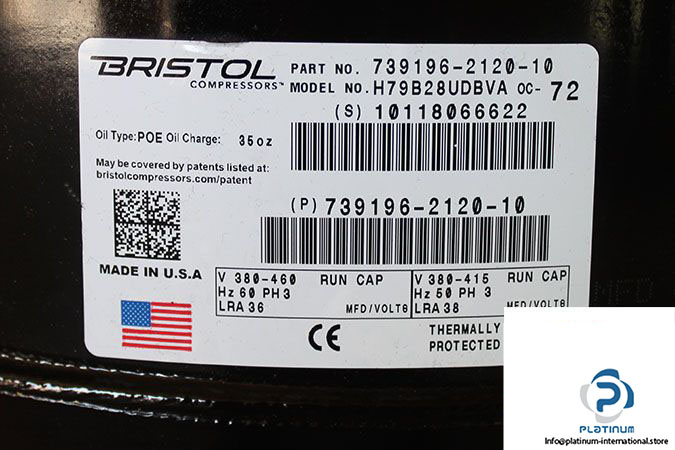 BRISTOL
COMPRESSORS™
PART NO. 739196-2120-10
MODEL NO. H79B28UDBVA OC- 72
(S) 10118066622
Oil Type: POE Oil Charge: 35 oz
May be covered by patents listed at:
bristolcompressors.com/patent
(P) 739196-2120-10
MADE IN U.S.A
V 380-460 RUN CAP
Hz 60 PH 3
LRA 36 MFD/VOLTS
V 380-415 RUN CAP
Hz 50 PH 3
LRA 38 MFD/VOLTS
CE
THERMALLY
PROTECTED
PLATINUM
Info@platinum-international.store